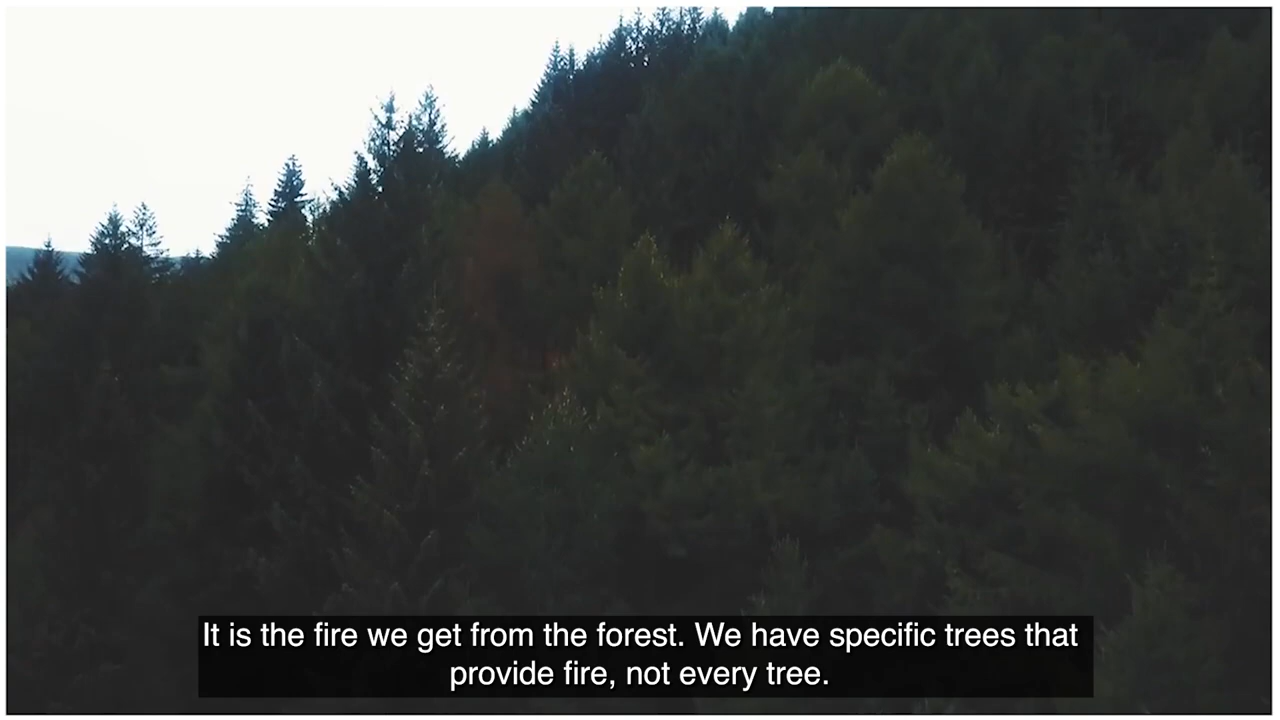 It is the fire we get from the forest. We have specific trees that
provide fire, not every tree.